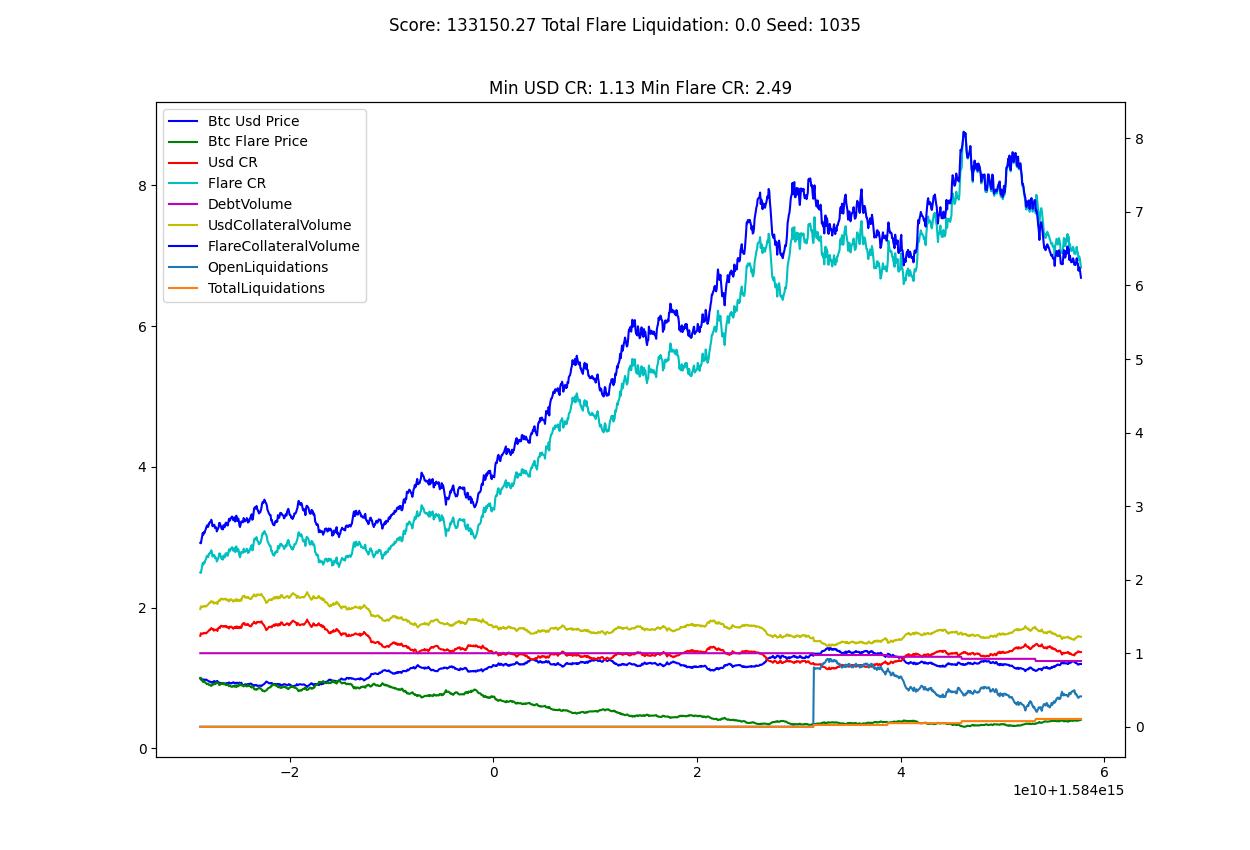 Score: 133150.27 Total Flare Liquidation: 0.0 Seed: 1035
Min USD CR: 1.13 Min Flare CR: 2.49
Btc Usd Price
Btc Flare Price
Usd CR
Flare CR
DebtVolume
UsdCollateralVolume
FlareCollateralVolume
OpenLiquidations
TotalLiquidations
8
6
4
2
0
8
7
6
5
4
3
2
1
0
−2
0
2
4
6
1e10+1.584e15